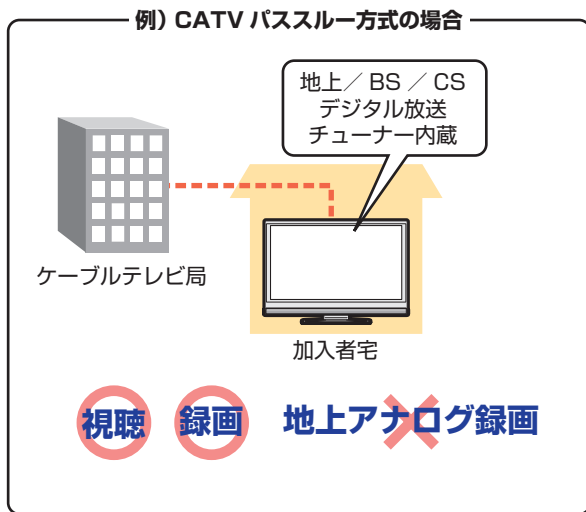 例）CATV パススルー方式の場合
地上／ BS ／ CS
デジタル放送
チューナー内蔵
ケーブルテレビ局
加入者宅
視聴 録画 地上アナログ録画